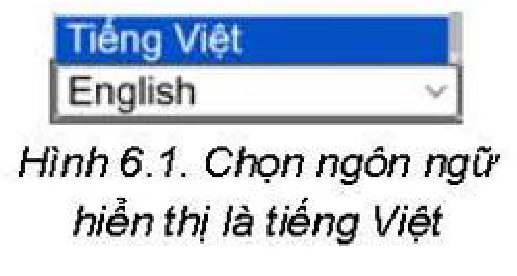 Tiếng Việt
English
Hình 6.1. Chọn ngôn ngữ
hiển thị là tiếng Việt